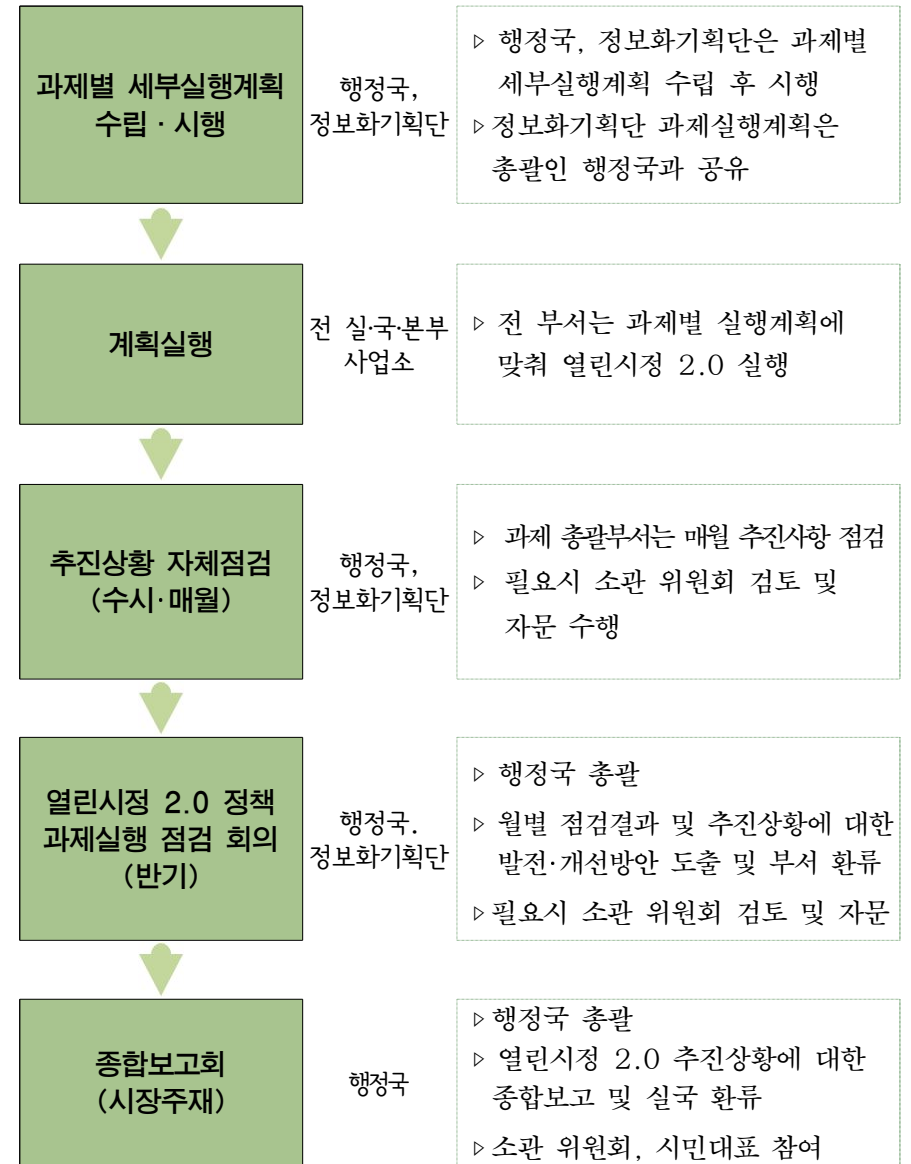 과제별 세부실행계획
수립·시행
행정국,
정보화기획단
▷ 행정국, 정보화기획단은 과제별
세부실행계획 수립 후 시행
▷정보화기획단 과제실행계획은
총괄인 행정국과 공유
계획실행
전 실·국·본부
사업소
▷ 전 부서는 과제별 실행계획에
맞춰 열린시정 2.0 실행
추진상황 자체점검
(수시·매월)
행정국,
정보화기획단
▷ 과제 총괄부서는 매월 추진사항 점검
▷ 필요시 소관 위원회 검토 및
자문 수행
열린시정 2.0 정책
과제실행 점검 회의
(반기)
행정국.
정보화기획단
▷ 행정국 총괄
▷ 월별 점검결과 및 추진상황에 대한
발전·개선방안 도출 및 부서 환류
▷필요시 소관 위원회 검토 및 자문
종합보고회
(시장주재)
행정국
▷행정국 총괄
▷ 열린시정 2.0 추진상황에 대한
종합보고 및 실국 환류
▷소관 위원회, 시민대표 참여